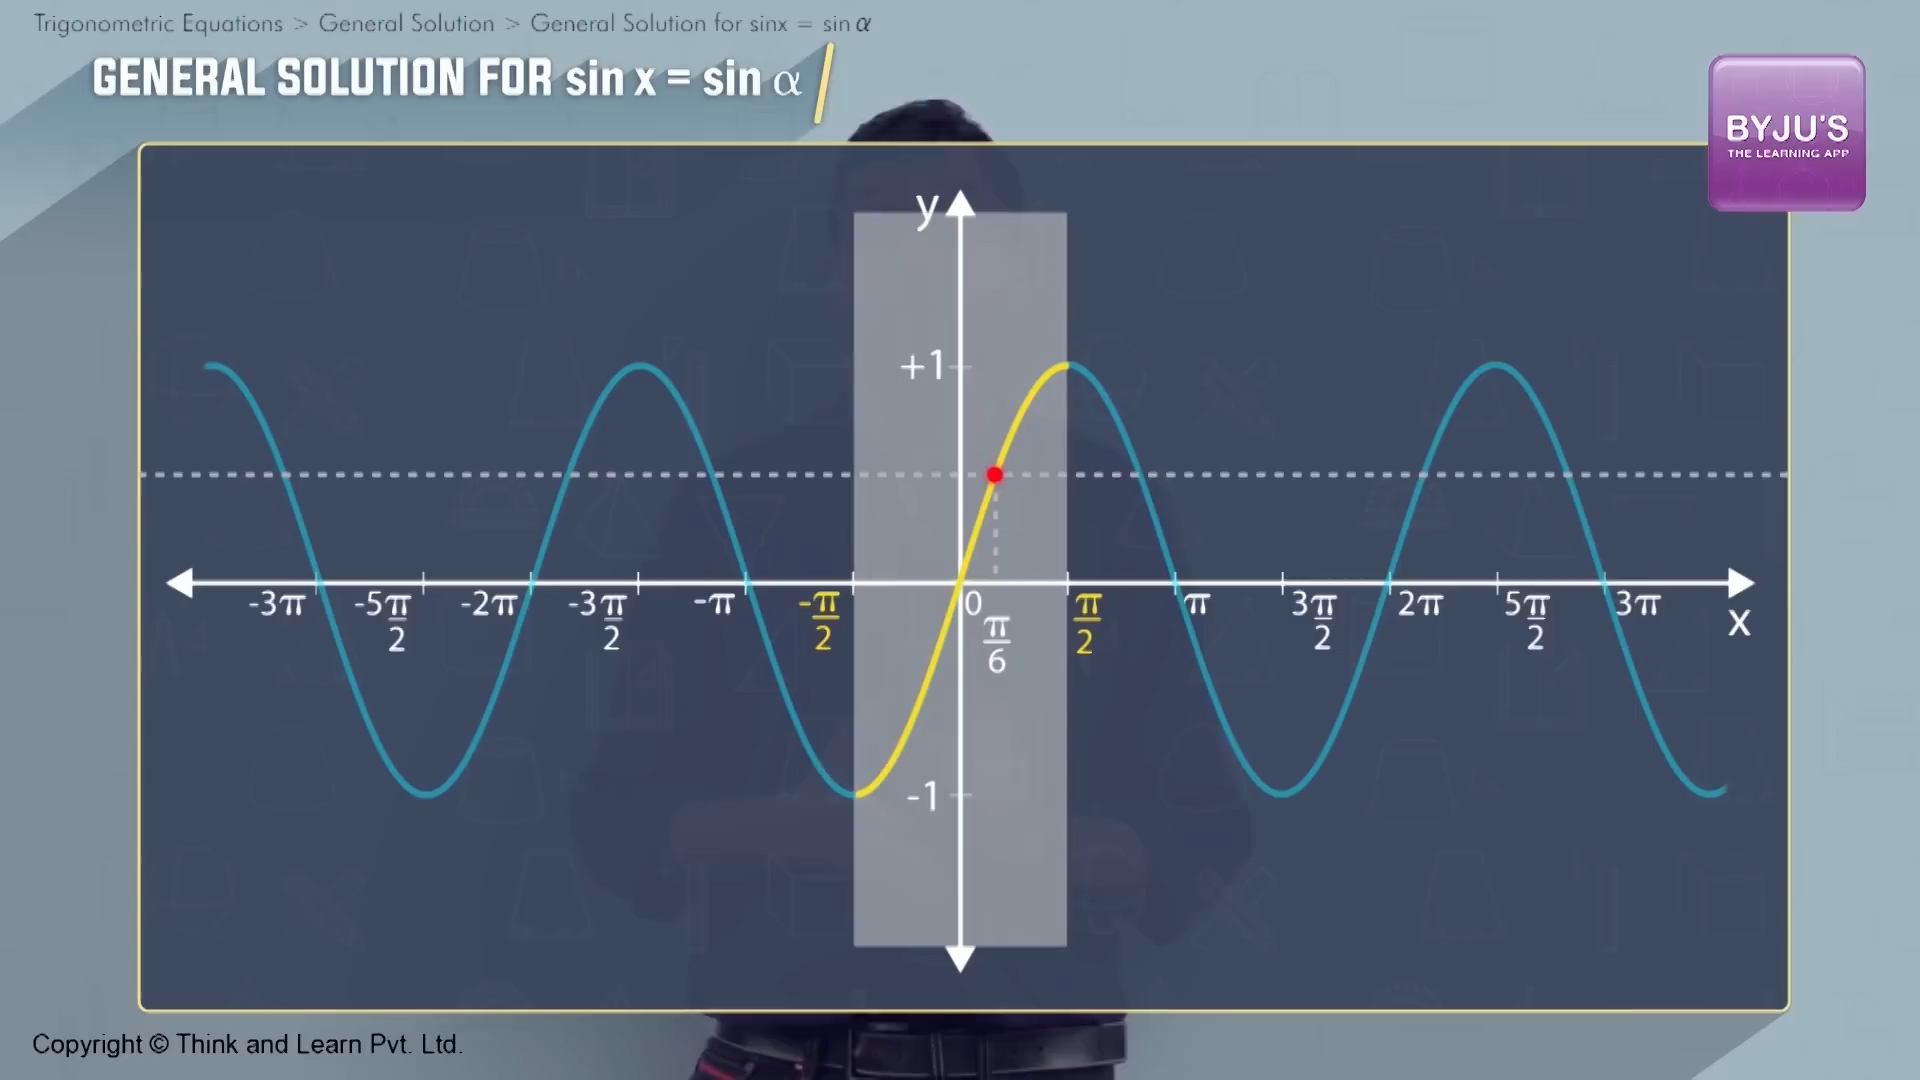 Trigonometric Equations > General Solution > General Solution for sinx = sin α
GENERAL SOLUTION FOR sin x = sin α
BYJU'S
THE LEARNING APP
y
+1
-3π -5π/2 -2π -3π/2 -π -π/2 0 π/6 π/2 π 3π/2 2π 5π/2 3π
x
-1
Copyright © Think and Learn Pvt. Ltd.